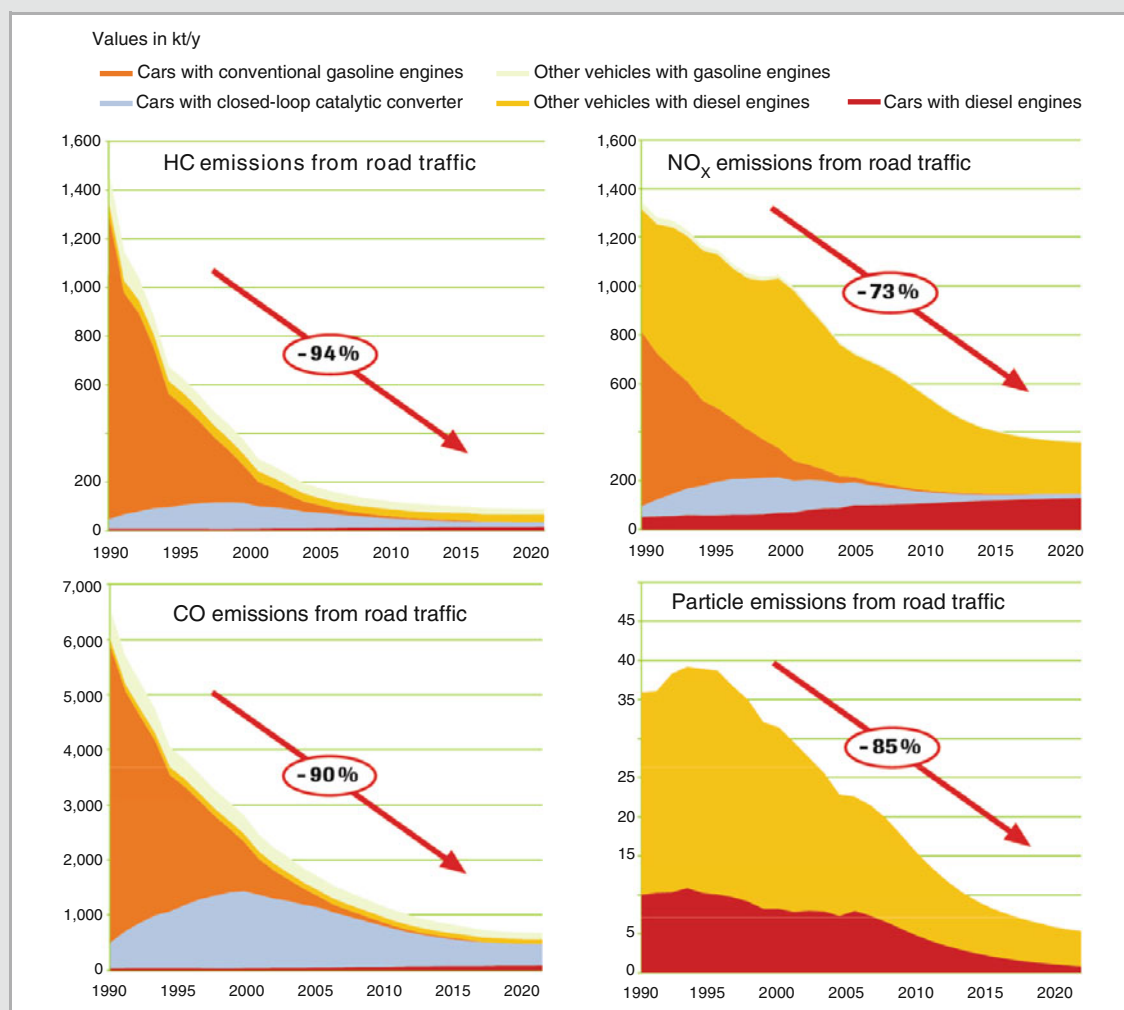 Values in kt/y
Cars with conventional gasoline engines
Other vehicles with gasoline engines
Cars with closed-loop catalytic converter
Other vehicles with diesel engines
Cars with diesel engines
HC emissions from road traffic
1,600
1,400
1,200
1,000
800
600
200
0
-94%
1990 1995 2000 2005 2010 2015 2020
NOX emissions from road traffic
1,600
1,400
1,200
1,000
800
600
200
0
-73%
1990 1995 2000 2005 2010 2015 2020
CO emissions from road traffic
7,000
6,000
5,000
4,000
3,000
2,000
1,000
0
-90%
1990 1995 2000 2005 2010 2015 2020
Particle emissions from road traffic
45
40
35
25
20
15
5
0
-85%
1990 1995 2000 2005 2010 2015 2020